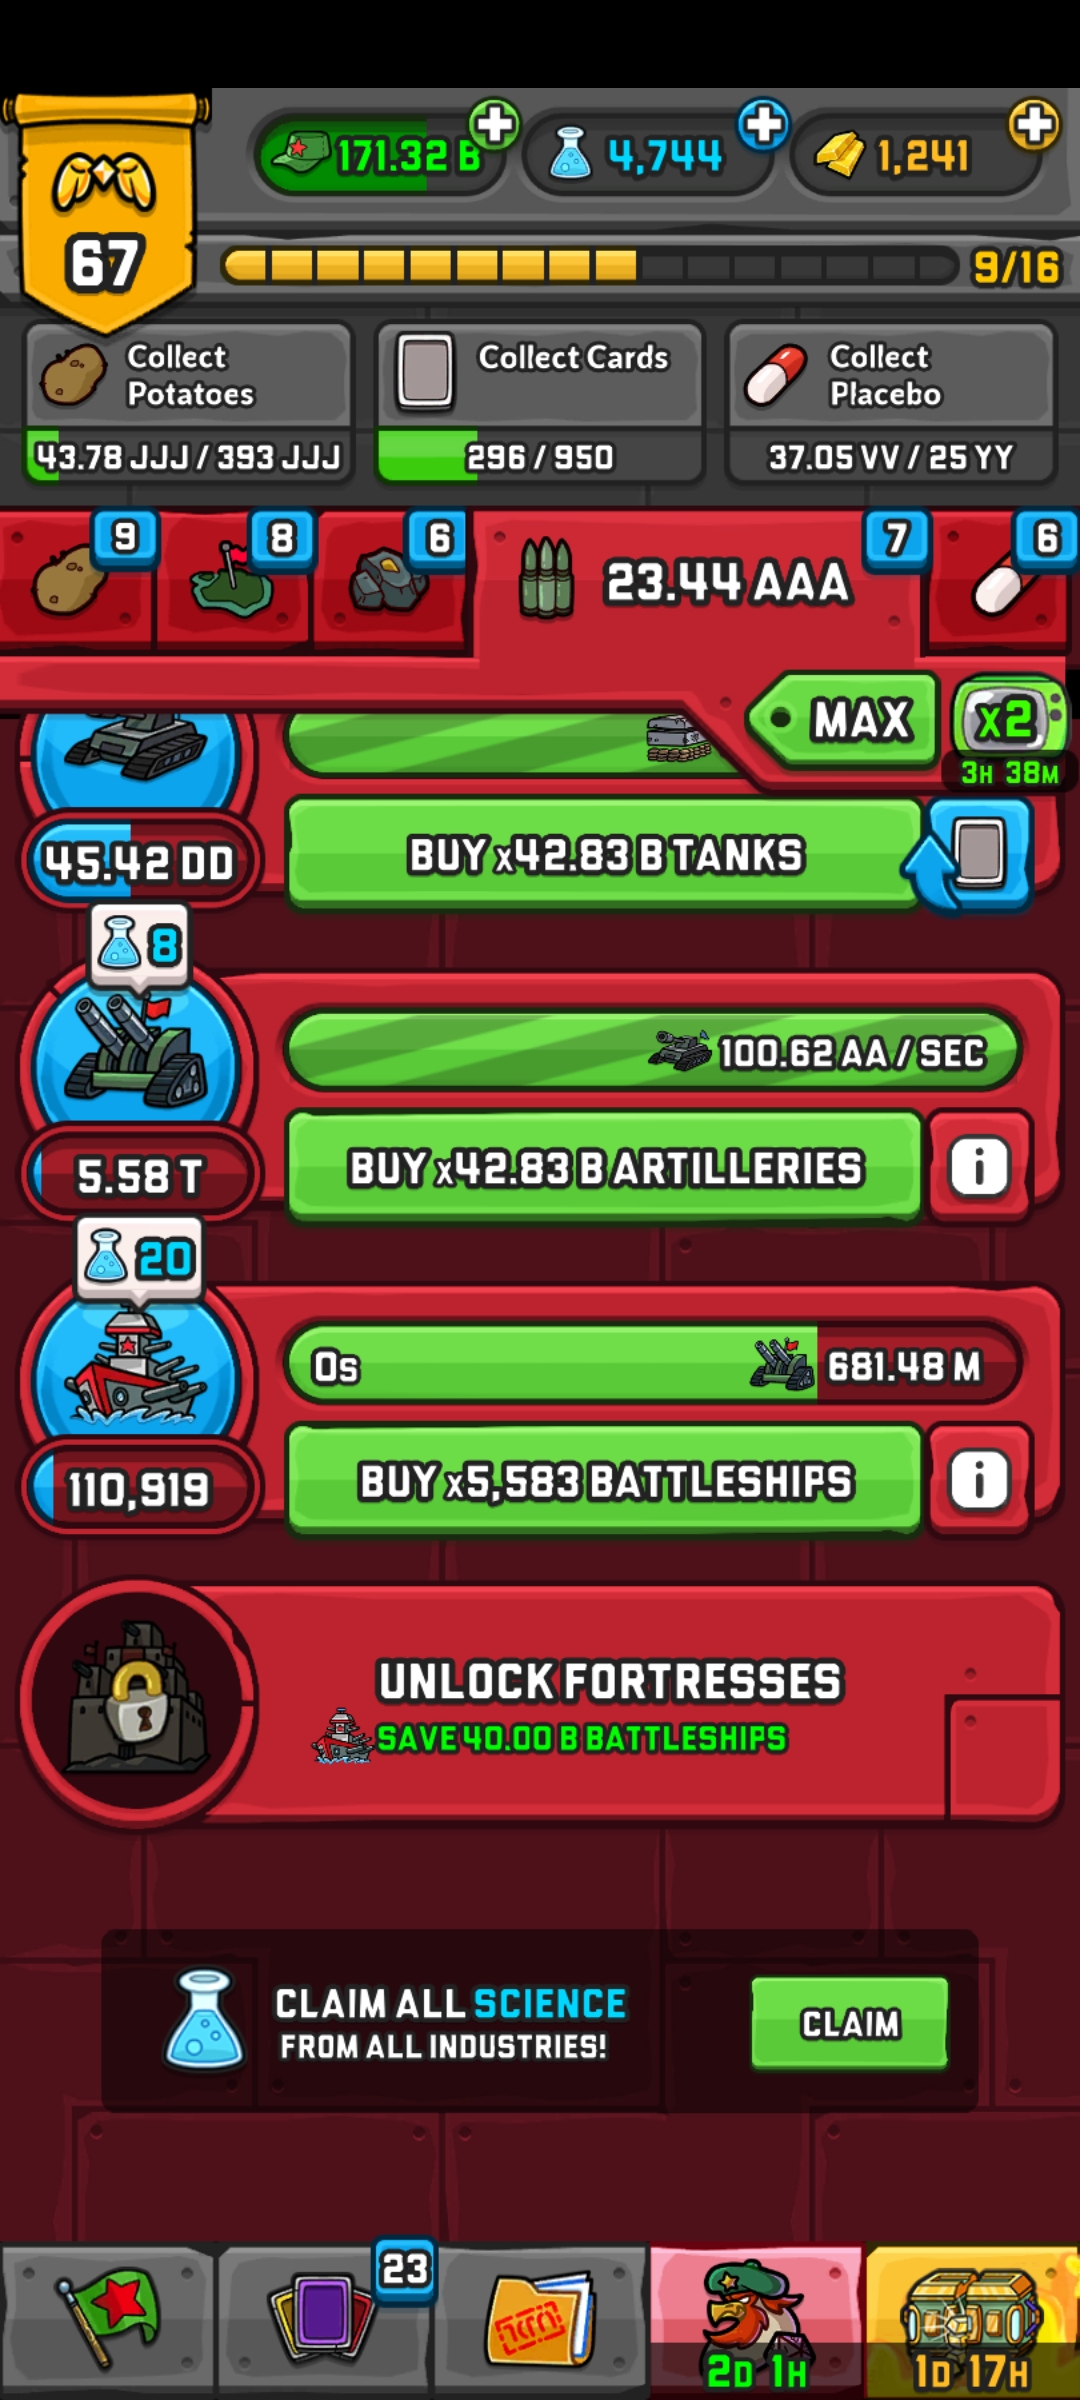 171.32 B
4,744
1,241
67
9/16
Collect
Potatoes
43.78 JJJ / 393 JJJ
Collect Cards
296 / 950
Collect
Placebo
37.05 VV / 25 YY
9
8
6
23.44 AAA
7
6
MAX
x2
3H 38M
45.42 DD
BUY x42.83 B TANKS
8
100.62 AA / SEC
5.58 T
BUY x42.83 B ARTILLERIES
i
20
0s
681.48 M
110,919
BUY x5,583 BATTLESHIPS
i
UNLOCK FORTRESSES
SAVE 40.00 B BATTLESHIPS
CLAIM ALL SCIENCE
FROM ALL INDUSTRIES!
CLAIM
23
2D 1H
1D 17H